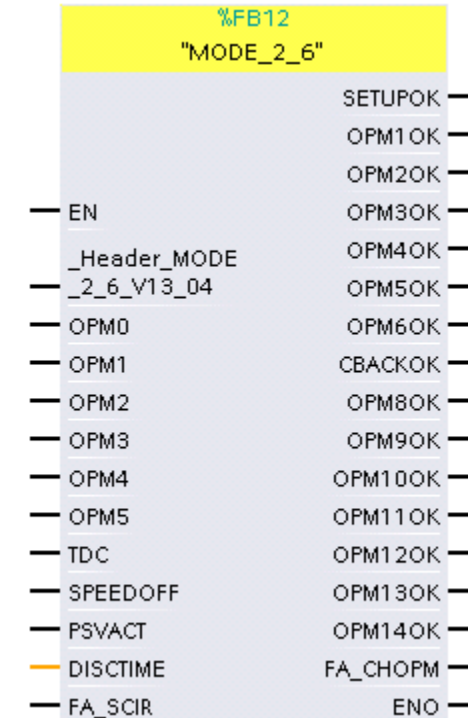 %FB12
"MODE_2_6"
SETUPOK
OPM1OK
OPM2OK
EN
OPM3OK
_Header_MODE
_2_6_V13_04
OPM4OK
OPM5OK
OPM0
OPM6OK
OPM1
CBACKOK
OPM2
OPM8OK
OPM3
OPM9OK
OPM4
OPM10OK
OPM5
OPM11OK
TDC
OPM12OK
SPEEDOFF
OPM13OK
PSVACT
OPM14OK
DISCTIME
FA_CHOPM
FA_SCIR
ENO